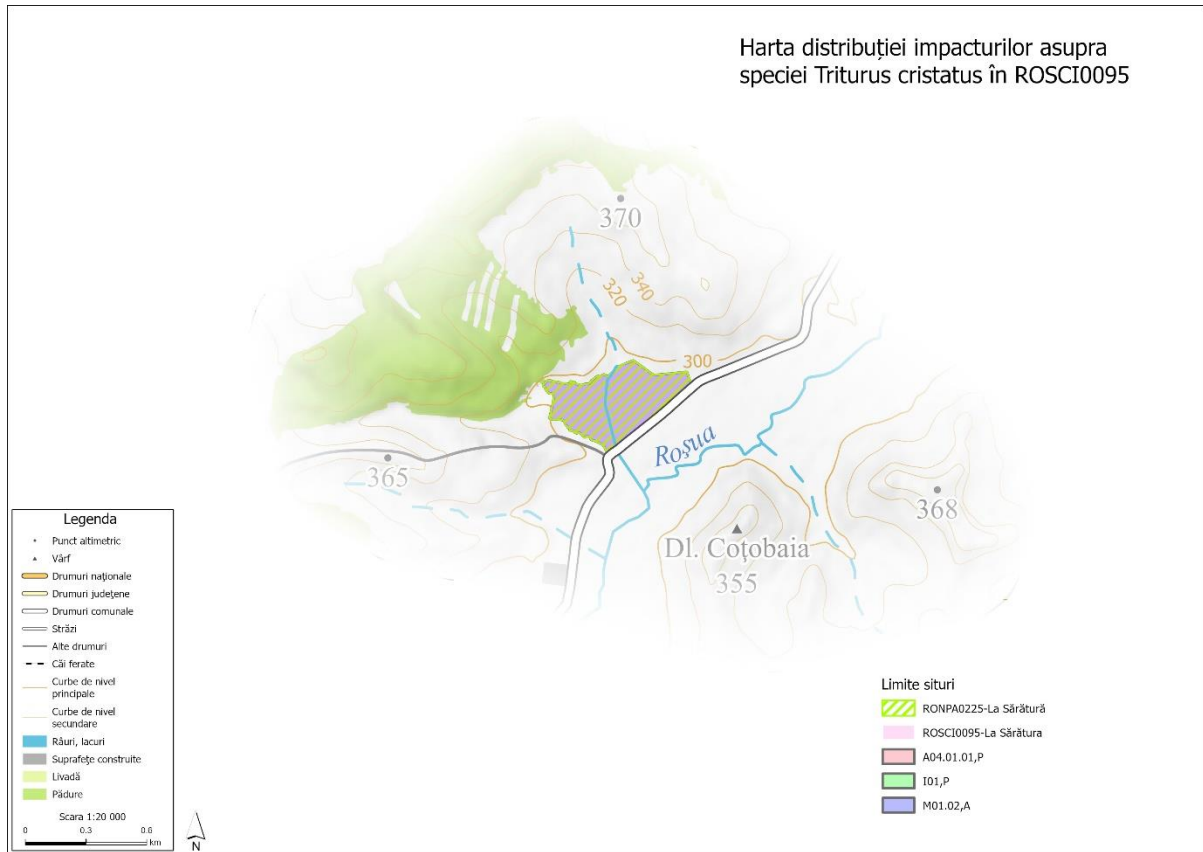 Harta distribuției impacturilor asupra
speciei Triturus cristatus în ROSCI0095
370
340
320
300
Roșua
365
368
Dl. Coțobaia
355
Legenda
Punct altimetric
Vârf
Drumuri naționale
Drumuri județene
Drumuri comunale
Străzi
Alte drumuri
Căi ferate
Curbe de nivel
principale
Curbe de nivel
secundare
Râuri, lacuri
Suprafețe construite
Livadă
Pădure
Scara 1:20 000
0 0.3 0.6
km
N
Limite situri
RONPA0225-La Sărătură
ROSCI0095-La Sărătura
A04.01.01,P
I01,P
M01.02,A